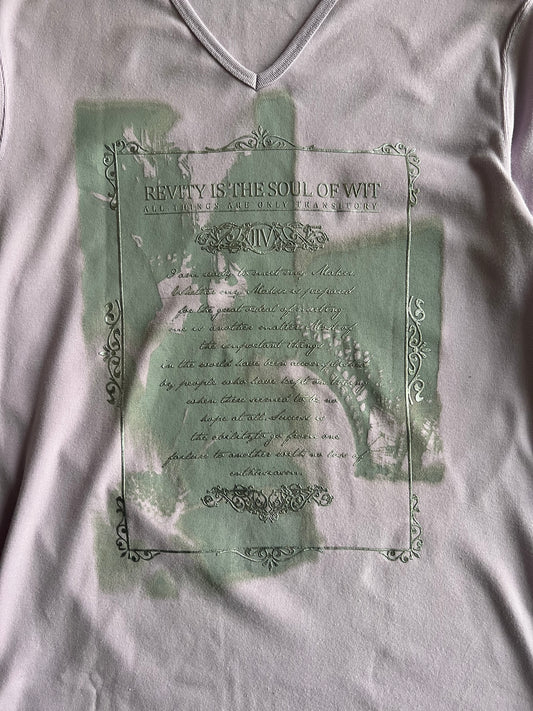 REVITY IS THE SOUL OF WIT
ALL THINGS ARE ONLY TRANSITORY
IIV
I am ready to meet my Maker.
Whether my Maker is prepared
for the great ordeal of meeting
me is another matter. Most of
the important things
in the world have been accomplished
by people who have kept on trying
when there seemed to be no
hope at all. Success is
the ability to go from one
failure to another with no loss of
enthusiasm.